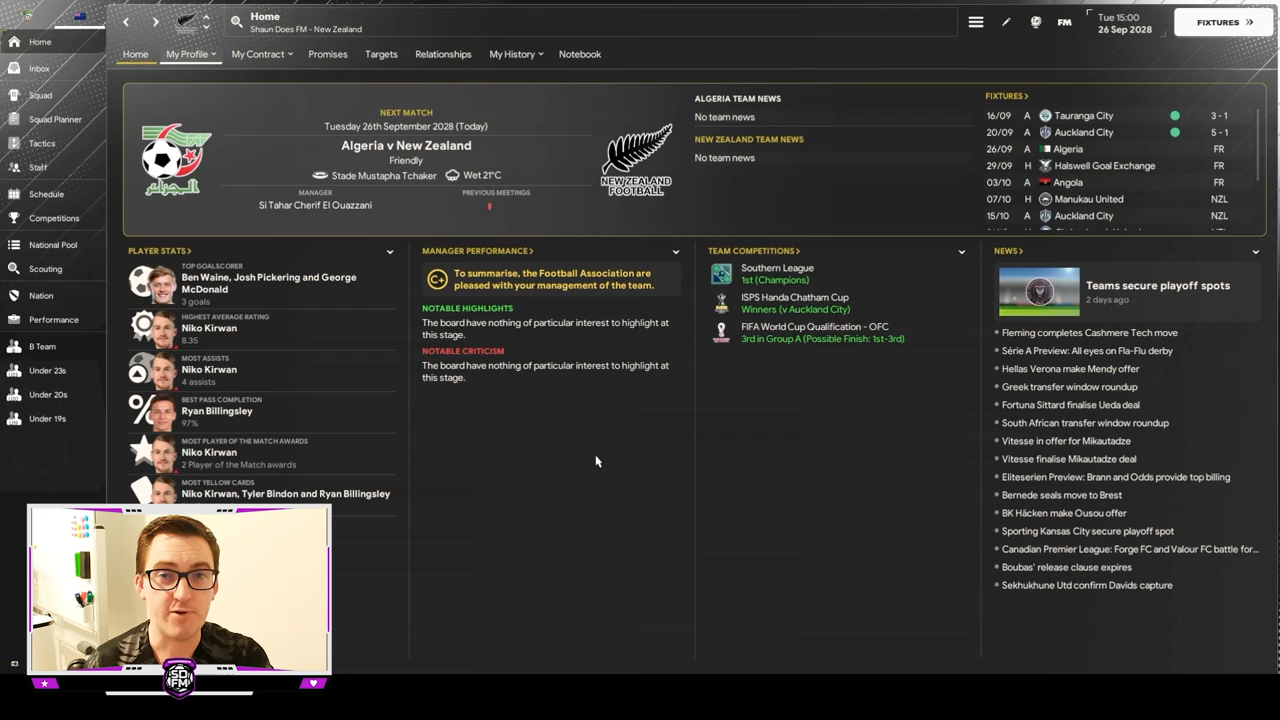 Home
Shaun Does FM - New Zealand
FM
Tue 15:00
26 Sep 2028
FIXTURES
Home
My Profile
My Contract
Promises
Targets
Relationships
My History
Notebook
Home
Inbox
Squad
Squad Planner
Tactics
Staff
Schedule
Competitions
National Pool
Scouting
Nation
Performance
B Team
Under 23s
Under 20s
Under 19s
NEXT MATCH
Tuesday 26th September 2028 (Today)
Algeria v New Zealand
Friendly
Stade Mustapha Tchaker
Wet 21°C
MANAGER
Si Tahar Cherif El Ouazzani
PREVIOUS MEETINGS
NEW ZEALAND
FOOTBALL
ALGERIA TEAM NEWS
No team news
NEW ZEALAND TEAM NEWS
No team news
FIXTURES >
16/09 A Tauranga City 3 - 1
20/09 A Auckland City 5 - 1
26/09 A Algeria FR
29/09 H Halswell Goal Exchange FR
03/10 A Angola FR
07/10 H Manukau United NZL
15/10 A Auckland City NZL
PLAYER STATS >
TOP GOALSCORER
Ben Waine, Josh Pickering and George
McDonald
3 goals
HIGHEST AVERAGE RATING
Niko Kirwan
8.35
MOST ASSISTS
Niko Kirwan
4 assists
BEST PASS COMPLETION
Ryan Billingsley
97%
MOST PLAYER OF THE MATCH AWARDS
Niko Kirwan
2 Player of the Match awards
MOST YELLOW CARDS
Niko Kirwan, Tyler Bindon and Ryan Billingsley
MANAGER PERFORMANCE >
C+
To summarise, the Football Association are
pleased with your management of the team.
NOTABLE HIGHLIGHTS
The board have nothing of particular interest to highlight at
this stage.
NOTABLE CRITICISM
The board have nothing of particular interest to highlight at
this stage.
TEAM COMPETITIONS >
Southern League
1st (Champions)
ISPS Handa Chatham Cup
Winners (v Auckland City)
FIFA World Cup Qualification - OFC
3rd in Group A (Possible Finish: 1st-3rd)
NEWS >
Teams secure playoff spots
2 days ago
Fleming completes Cashmere Tech move
Série A Preview: All eyes on Fla-Flu derby
Hellas Verona make Mendy offer
Greek transfer window roundup
Fortuna Sittard finalise Ueda deal
South African transfer window roundup
Vitesse in offer for Mikautadze
Vitesse finalise Mikautadze deal
Eliteserien Preview: Brann and Odds provide top billing
Bernede seals move to Brest
BK Häcken make Ousou offer
Sporting Kansas City secure playoff spot
Canadian Premier League: Forge FC and Valour FC battle for...
Boubas' release clause expires
Sekhukhune Utd confirm Davids capture
SD
FM